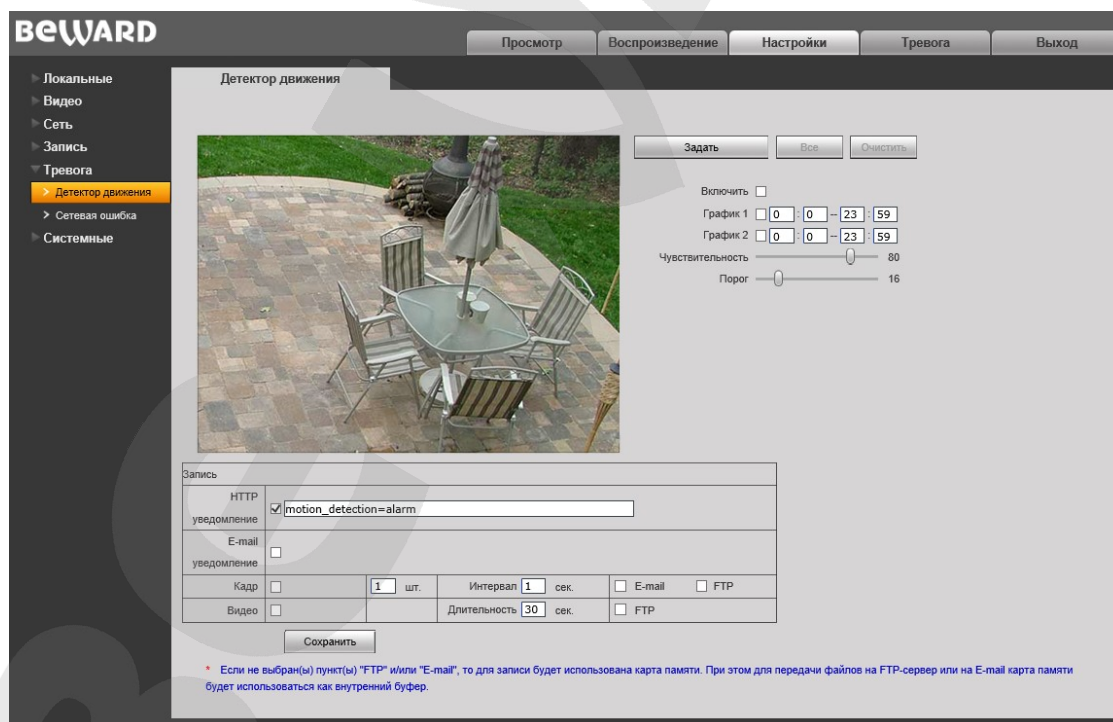 BEWARD
Просмотр Воспроизведение Настройки Тревога Выход
Локальные
Видео
Сеть
Запись
Тревога
Детектор движения
Сетевая ошибка
Системные
Детектор движения
Задать Все Очистить
Включить
График 1 0 : 0 – 23 : 59
График 2 0 : 0 – 23 : 59
Чувствительность 80
Порог 16
Запись
HTTP
уведомление
motion_detection=alarm
E-mail
уведомление
Кадр 1 шт. Интервал 1 сек. E-mail FTP
Видео Длительность 30 сек. FTP
Сохранить
* Если не выбран(ы) пункт(ы) "FTP" и/или "E-mail", то для записи будет использована карта памяти. При этом для передачи файлов на FTP-сервер или на E-mail карта памяти
будет использоваться как внутренний буфер.